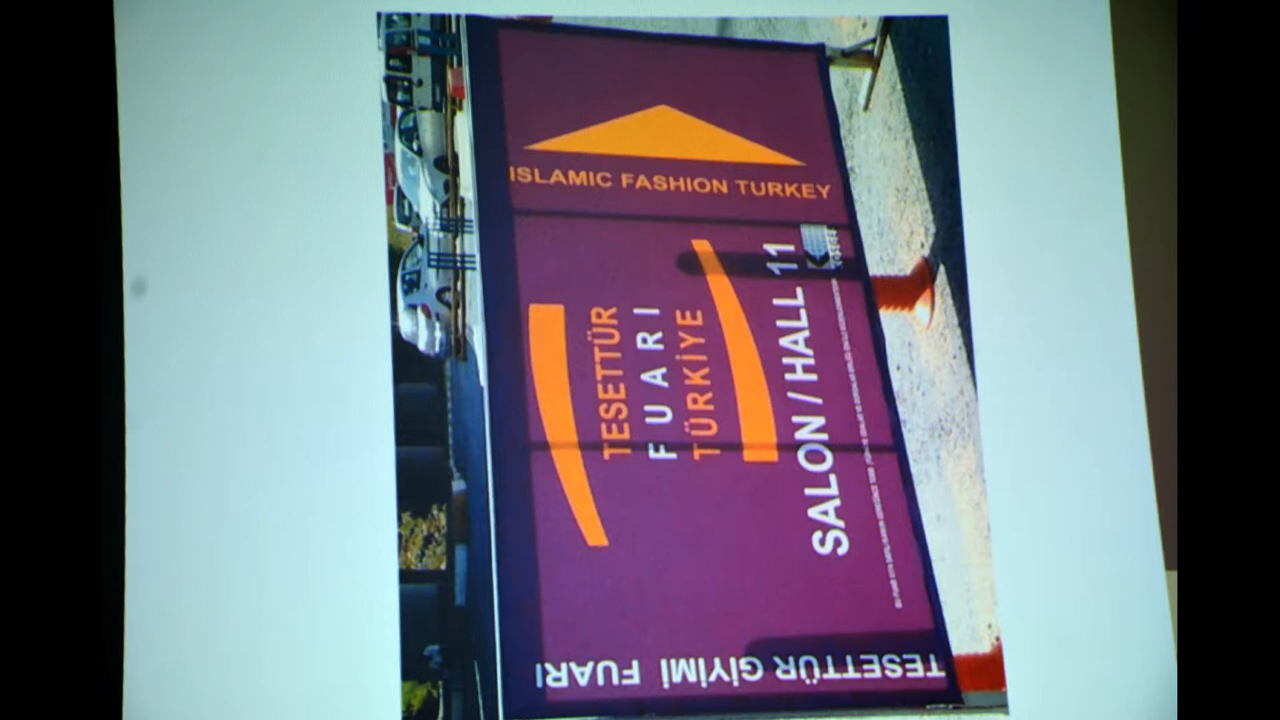 ISLAMIC FASHION TURKEY
TESETTÜR
FUARI
TÜRKİYE
SALON / HALL 11
TESETTÜR GİYİMİ FUARI